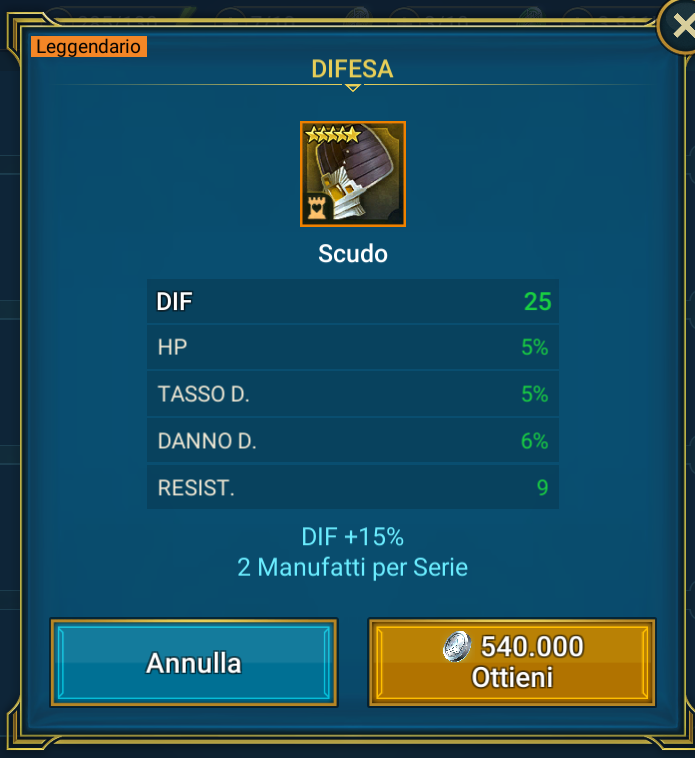 Leggendario
DIFESA
Scudo
DIF 25
HP 5%
TASSO D. 5%
DANNO D. 6%
RESIST. 9
DIF +15%
2 Manufatti per Serie
Annulla
540.000
Ottieni